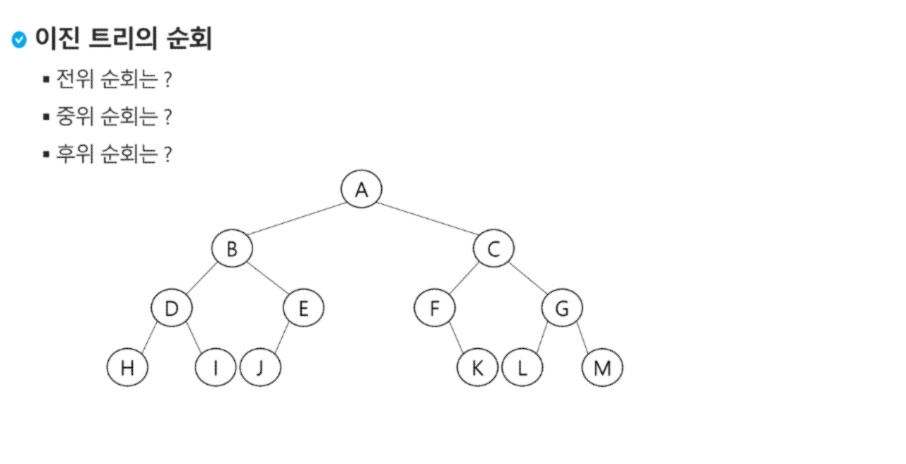 이진 트리의 순회
▪ 전위 순회는 ?
▪ 중위 순회는 ?
▪ 후위 순회는 ?
A
B C
D E F G
H I J K L M